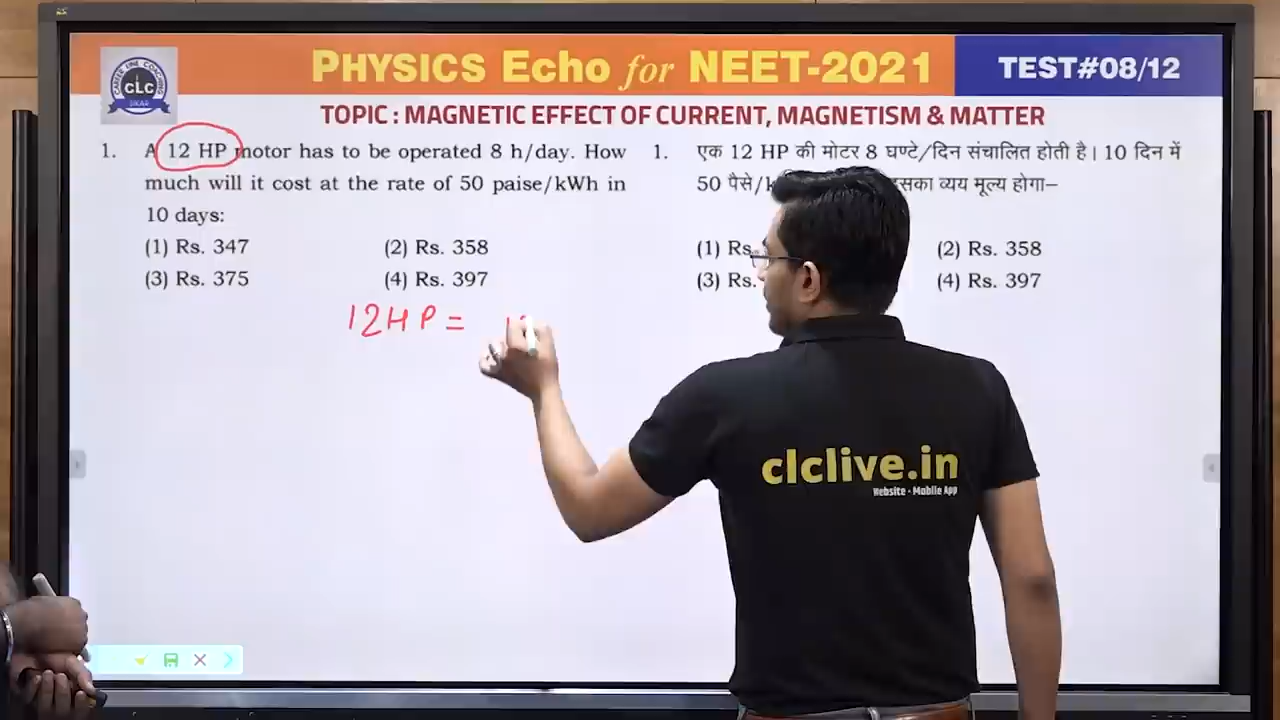 PHYSICS Echo for NEET-2021
TEST#08/12
CLC
SIKAR
TOPIC : MAGNETIC EFFECT OF CURRENT, MAGNETISM & MATTER
1. A 12 HP motor has to be operated 8 h/day. How
much will it cost at the rate of 50 paise/kWh in
10 days:
(1) Rs. 347 (2) Rs. 358
(3) Rs. 375 (4) Rs. 397
1. एक 12 HP की मोटर 8 घण्टे/दिन संचालित होती है। 10 दिन में
50 पैसे/ व्यय मूल्य होगा–
(1) Rs. (2) Rs. 358
(3) Rs. (4) Rs. 397
12HP =
clclive.in
Website - Mobile App